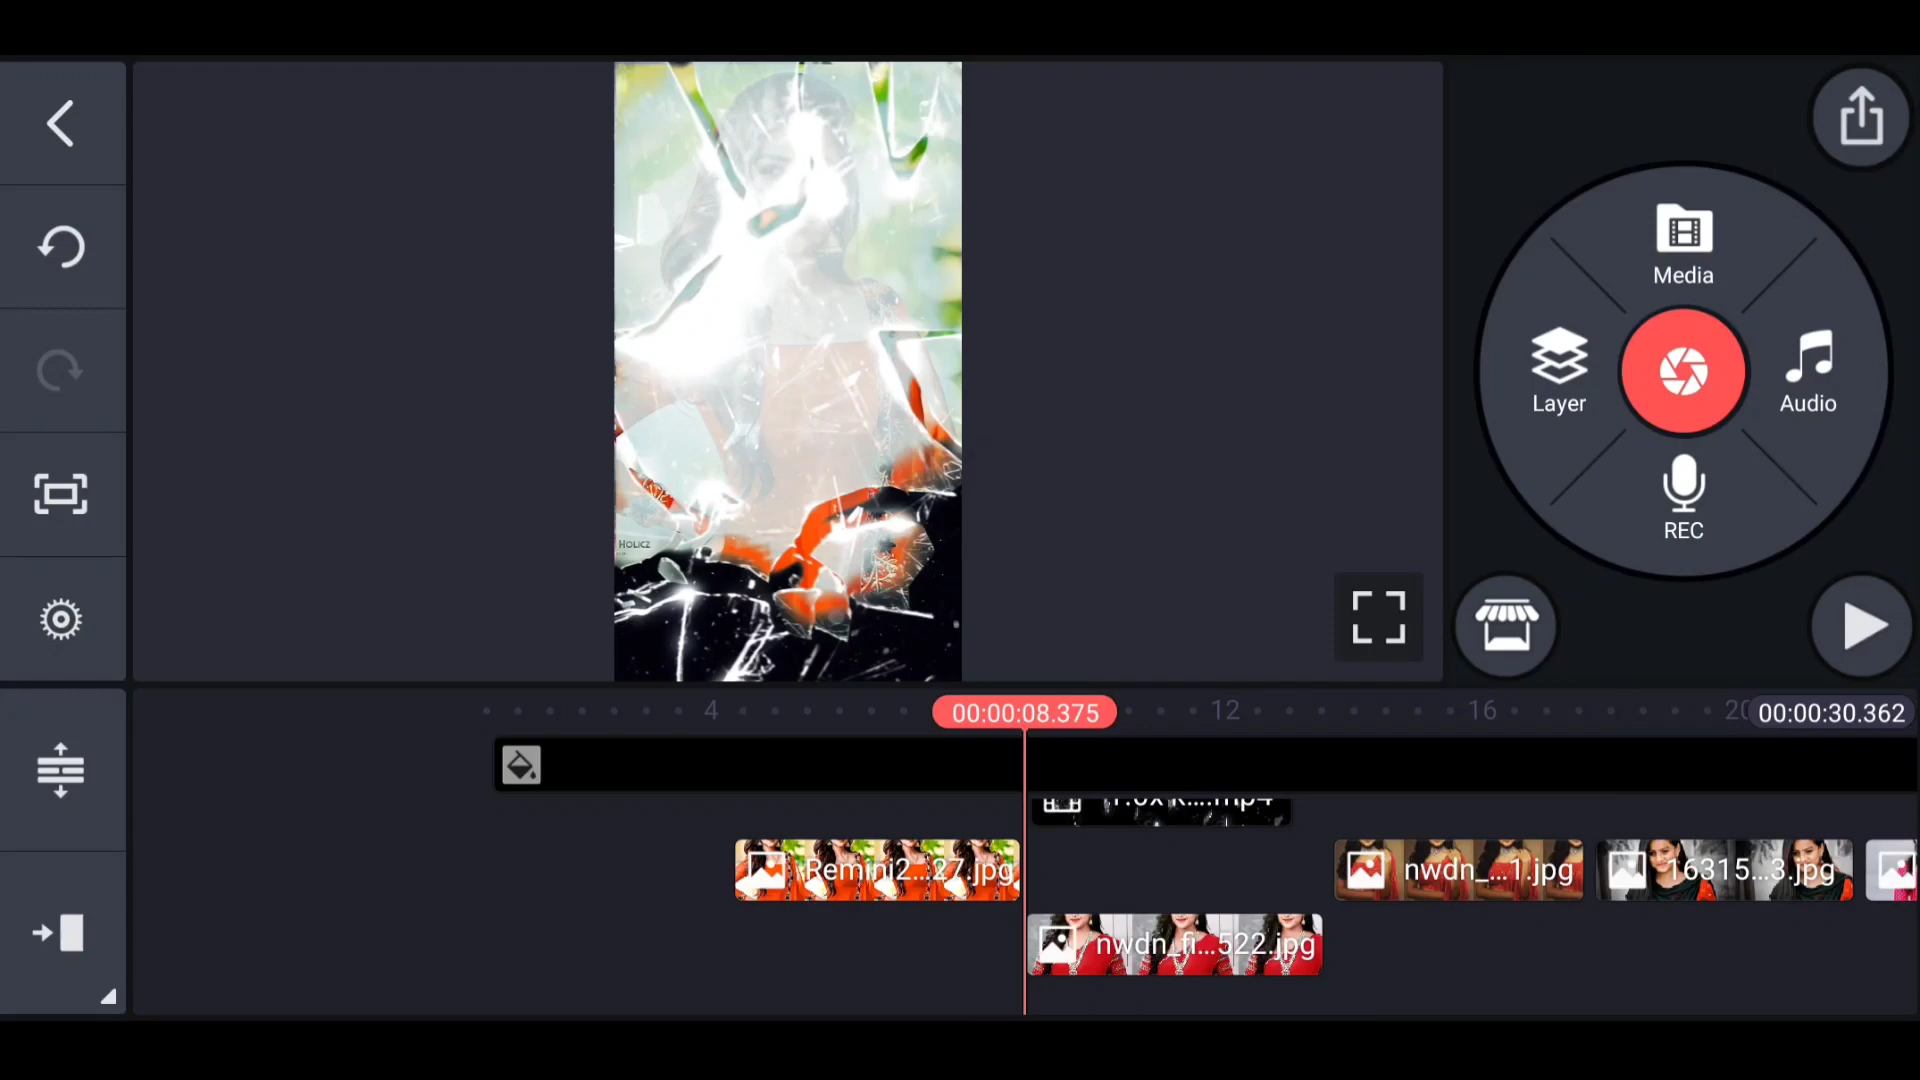 Media
Layer
Audio
REC
HOLICZ
4
00:00:08.375
12
16
00:00:30.362
Remini2...27.jpg
nwdn_...1.jpg
16315...3.jpg
nwdn_fi...522.jpg